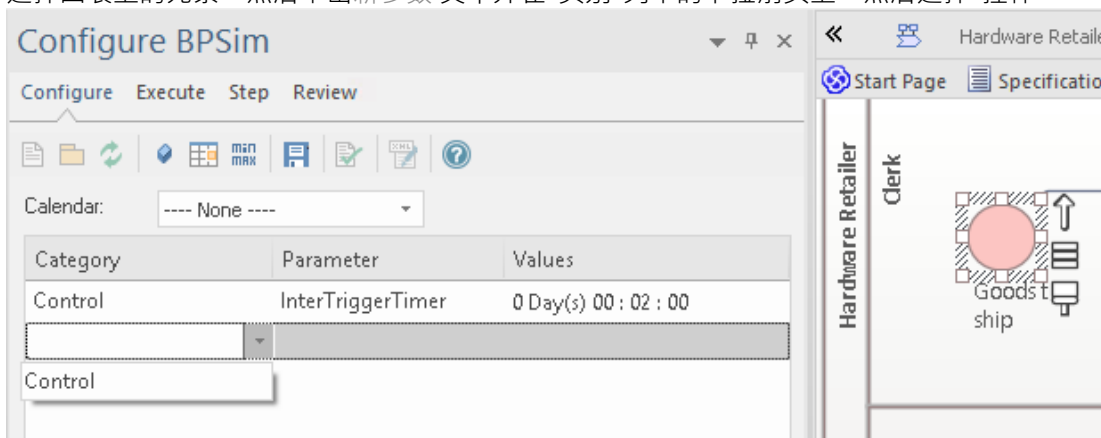 Configure BPSim
Configure Execute Step Review
Calendar: ---- None ----
Category Parameter Values
Control InterTriggerTimer 0 Day(s) 00 : 02 : 00
Control
Hardware Retaile
Start Page Specificatio
Hardware Retailer
Clerk
Goods t
ship